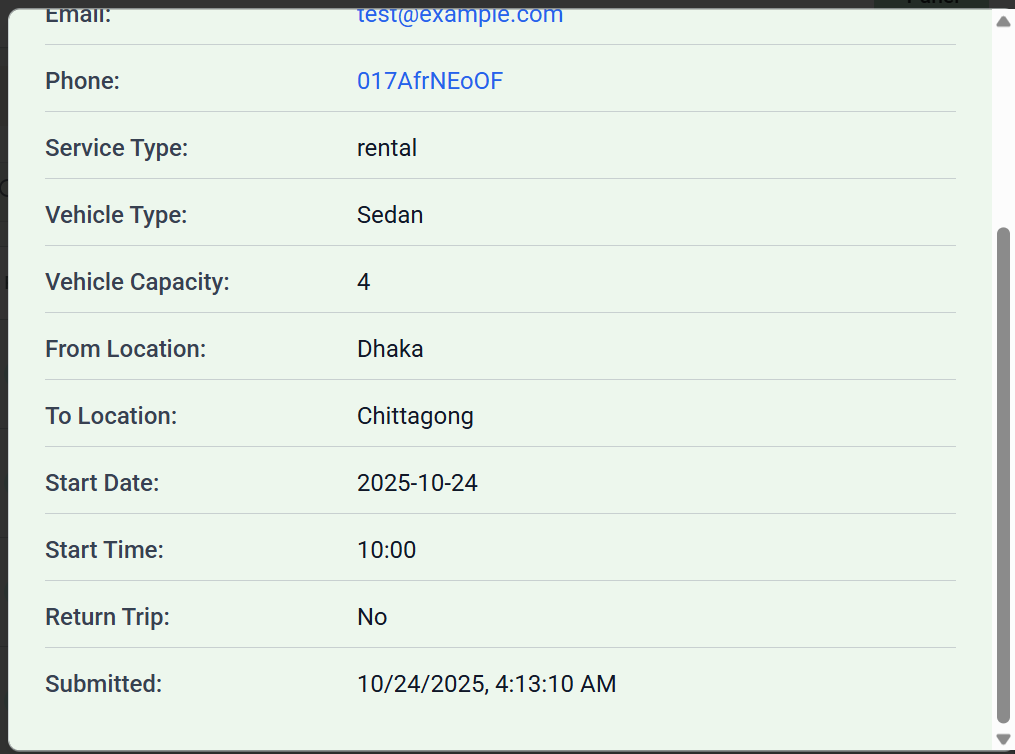 Panel
Email: test@example.com
Phone: 017AfrNEoOF
Service Type: rental
Vehicle Type: Sedan
Vehicle Capacity: 4
From Location: Dhaka
To Location: Chittagong
Start Date: 2025-10-24
Start Time: 10:00
Return Trip: No
Submitted: 10/24/2025, 4:13:10 AM